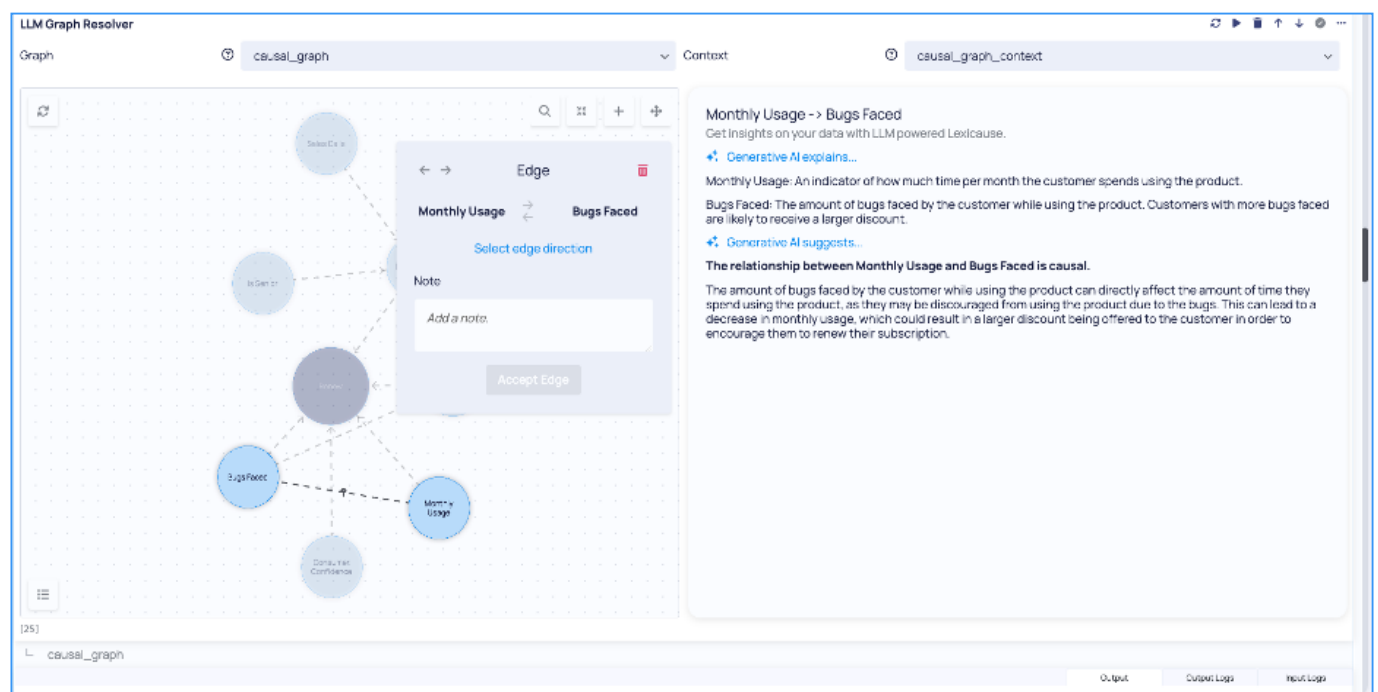 LLM Graph Resolver
Graph
causal_graph
Context
causal_graph_context
Sales Calls
Edge
Monthly Usage
Bugs Faced
Select edge direction
Is Senior
Note
Add a note.
Accept Edge
Bugs Faced
Monthly
Usage
Consumer
Confidence
Monthly Usage -> Bugs Faced
Get insights on your data with LLM powered Lexicause.
Generative AI explains...
Monthly Usage: An indicator of how much time per month the customer spends using the product.
Bugs Faced: The amount of bugs faced by the customer while using the product. Customers with more bugs faced
are likely to receive a larger discount.
Generative AI suggests...
The relationship between Monthly Usage and Bugs Faced is causal.
The amount of bugs faced by the customer while using the product can directly affect the amount of time they
spend using the product, as they may be discouraged from using the product due to the bugs. This can lead to a
decrease in monthly usage, which could result in a larger discount being offered to the customer in order to
encourage them to renew their subscription.
[25]
causal_graph
Output
Output Logs
Input Logs